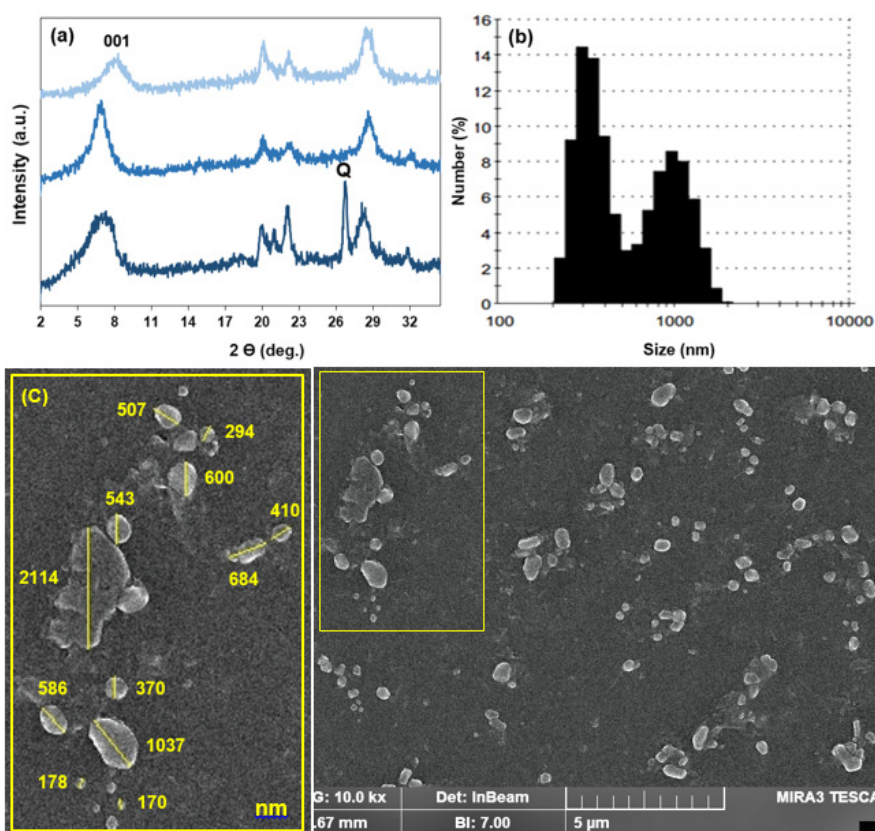 (a)
001
Q
Intensity (a.u.)
2 5 8 11 14 17 20 23 26 29 32
2 Ɵ (deg.)
(b)
Number (%)
16
14
12
10
8
6
4
2
0
100 1000 10000
Size (nm)
(C)
507
294
600
543
410
2114
684
586
370
1037
178
170
nm
G: 10.0 kx Det: InBeam MIRA3 TESCA
.67 mm BI: 7.00 5 µm